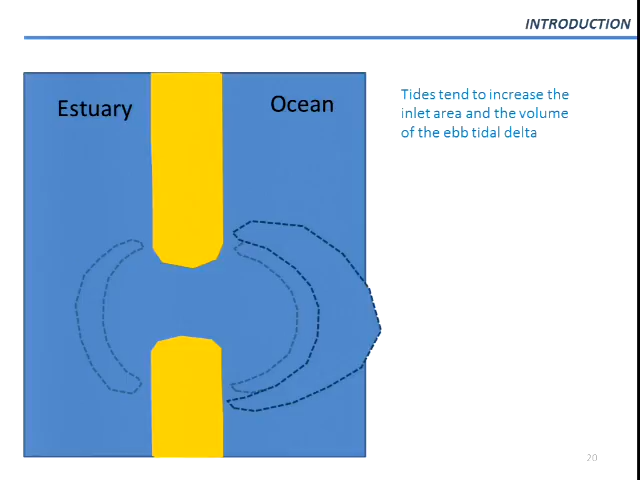 INTRODUCTION
Estuary
Ocean
Tides tend to increase the
inlet area and the volume
of the ebb tidal delta
20